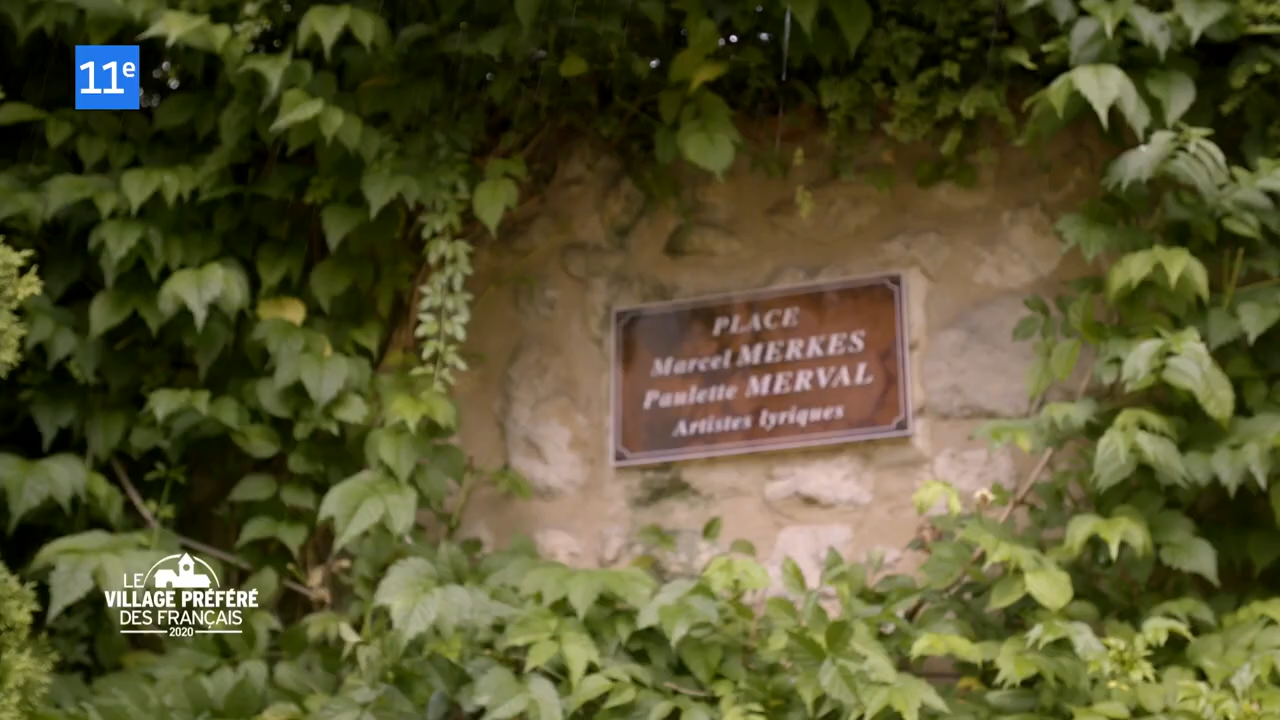 11e
PLACE
Marcel MERKES
Paulette MERVAL
Artistes lyriques
LE
VILLAGE PRÉFÉRÉ
DES FRANÇAIS
2020